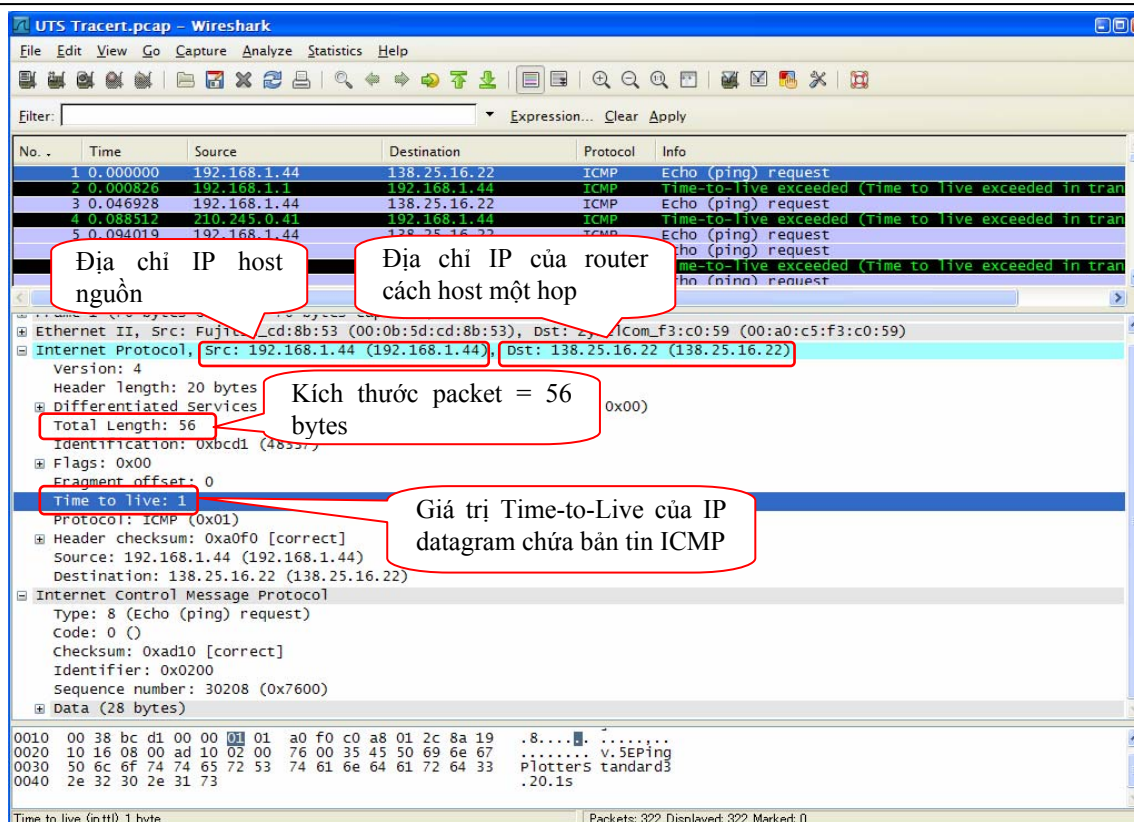 UTS Tracert.pcap - Wireshark
File Edit View Go Capture Analyze Statistics Help
Filter: Expression... Clear Apply
No. . Time Source Destination Protocol Info
1 0.000000 192.168.1.44 138.25.16.22 ICMP Echo (ping) request
2 0.000826 192.168.1.1 192.168.1.44 ICMP Time-to-live exceeded (Time to live exceeded in tran
3 0.046928 192.168.1.44 138.25.16.22 ICMP Echo (ping) request
4 0.088512 210.245.0.41 192.168.1.44 ICMP Time-to-live exceeded (Time to live exceeded in tran
5 0.094019 192.168.1.44 138.25.16.22 ICMP Echo (ping) request
(ping) request
exceeded (Time to live exceeded in tran
(ping) request
Địa chỉ IP host
nguồn
Địa chỉ IP của router
cách host một hop
Ethernet II, Src: (00:0b:5d:cd:8b:53), Dst: (00:a0:c5:f3:c0:59)
Internet Protocol, Src: 192.168.1.44 (192.168.1.44), Dst: 138.25.16.22 (138.25.16.22)
Version: 4
Header length: 20 bytes
Differentiated Services 0x00)
Total Length: 56
Identification: 0xbcd1
Flags: 0x00
Fragment offset: 0
Time to live: 1
Protocol: ICMP (0x01)
Header checksum: 0xa0f0 [correct]
Source: 192.168.1.44 (192.168.1.44)
Destination: 138.25.16.22 (138.25.16.22)
Kích thước packet = 56
bytes
Giá trị Time-to-Live của IP
datagram chứa bản tin ICMP
Internet Control Message Protocol
Type: 8 (Echo (ping) request)
Code: 0 ()
Checksum: 0xad10 [correct]
Identifier: 0x0200
Sequence number: 30208 (0x7600)
Data (28 bytes)
0010 00 38 bc d1 00 00 01 01 a0 f0 c0 a8 01 2c 8a 19 .8...... .....,..
0020 10 16 08 00 ad 10 02 00 76 00 35 45 50 69 6e 67 ........ v.5EPing
0030 50 6c 6f 74 74 65 72 53 74 61 6e 64 61 72 64 33 PlotterS tandard3
0040 2e 32 30 2e 31 73 .20.1s
Time to live (ip.ttl), 1 byte Packets: 322 Displayed: 322 Marked: 0